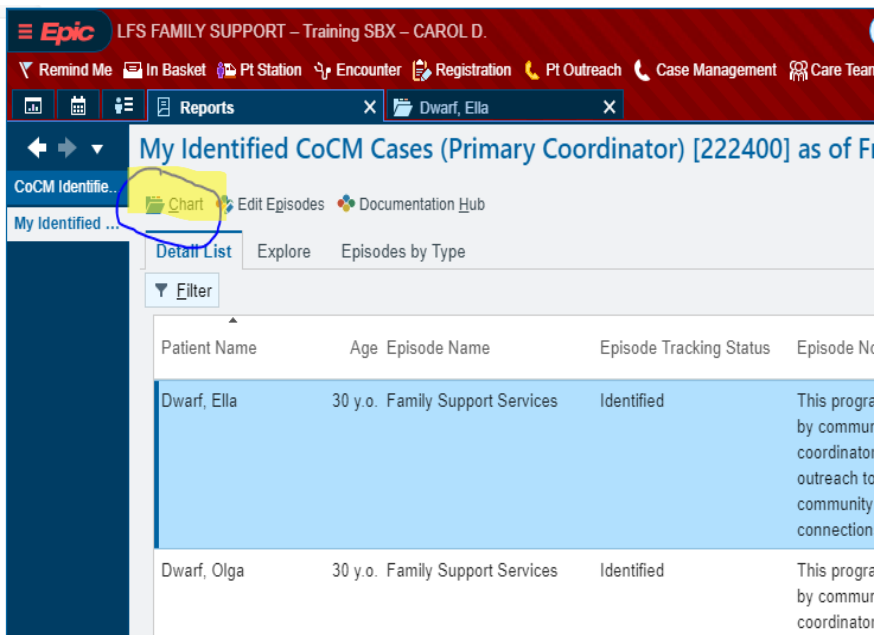 Epic LFS FAMILY SUPPORT – Training SBX – CAROL D.
Remind Me In Basket Pt Station Encounter Registration Pt Outreach Case Management Care Team
Reports X Dwarf, Ella X
My Identified CoCM Cases (Primary Coordinator) [222400] as of Fr
CoCM Identifie...
My Identified ...
Chart Edit Episodes Documentation Hub
Detail List Explore Episodes by Type
Filter
Patient Name Age Episode Name Episode Tracking Status Episode No
Dwarf, Ella 30 y.o. Family Support Services Identified This progra
by commun
coordinator
outreach to
community
connection
Dwarf, Olga 30 y.o. Family Support Services Identified This progra
by commun
coordinator